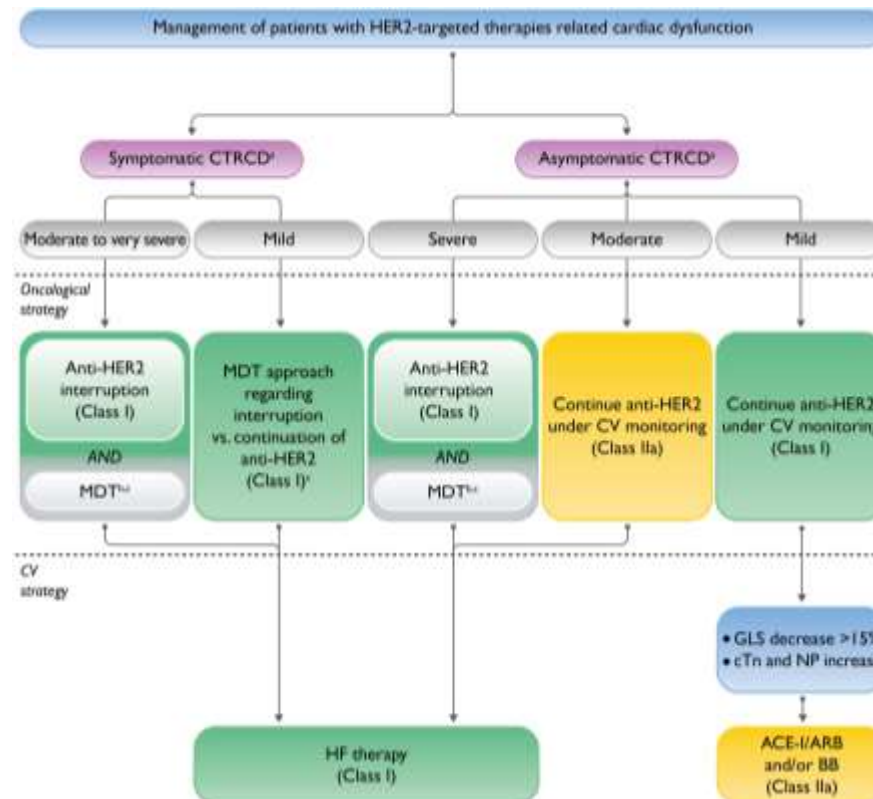 Management of patients with HER2-targeted therapies related cardiac dysfunction
Symptomatic CTRCDᵃ
Asymptomatic CTRCDᵃ
Moderate to very severe
Mild
Severe
Moderate
Mild
Oncological
strategy
Anti-HER2
interruption
(Class I)
AND
MDT
MDT approach
regarding
interruption
vs. continuation of
anti-HER2
(Class I)
Anti-HER2
interruption
(Class I)
AND
MDT
Continue anti-HER2
under CV monitoring
(Class IIa)
Continue anti-HER2
under CV monitoring
(Class I)
CV
strategy
• GLS decrease >15%
• cTn and NP increas
HF therapy
(Class I)
ACE-I/ARB
and/or BB
(Class IIa)